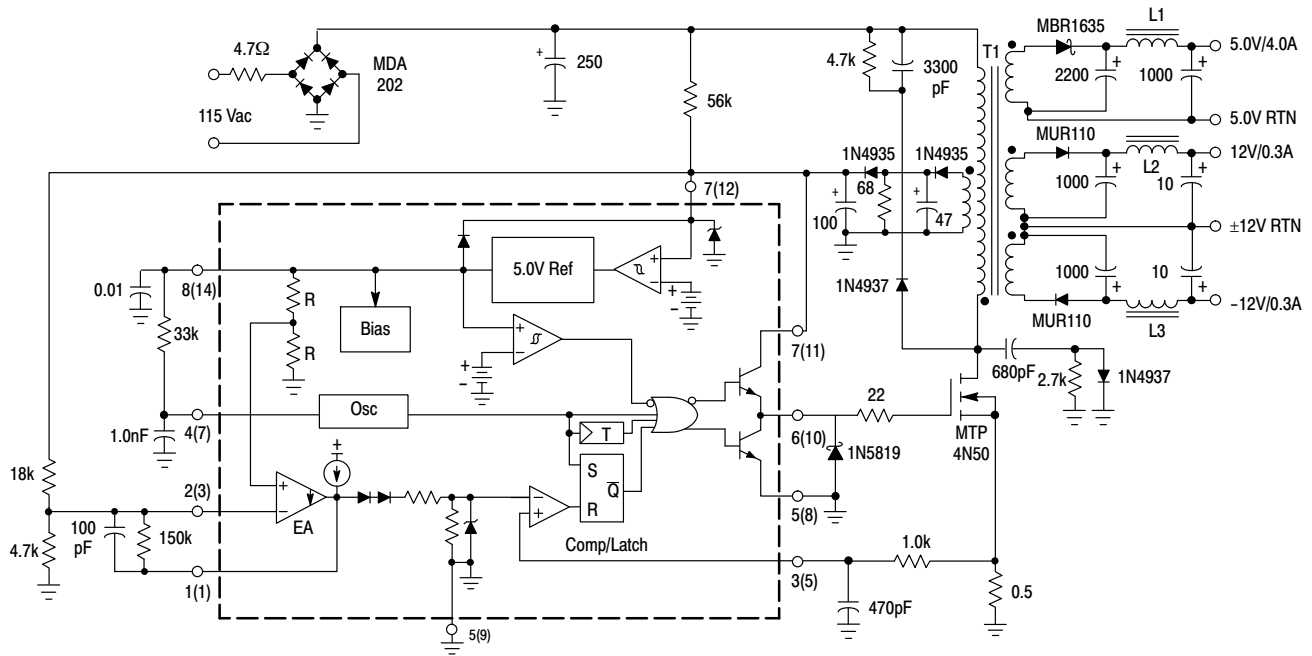 4.7Ω
MDA
202
115 Vac
+
250
56k
4.7k
3300
pF
T1
MBR1635
L1
5.0V/4.0A
+
2200
+
1000
5.0V RTN
MUR110
12V/0.3A
L2
+
1000
+
10
±12V RTN
1000
+
10
+
MUR110
–12V/0.3A
L3
1N4935
1N4935
68
+
100
+
47
7(12)
1N4937
0.01
8(14)
33k
R
R
Bias
5.0V Ref
+
–
+
–
+
–
+
–
7(11)
680pF
2.7k
1N4937
1.0nF
4(7)
Osc
T
22
6(10)
1N5819
MTP
4N50
18k
2(3)
+
+
–
EA
S
R
Q
–
+
Comp/Latch
5(8)
4.7k
100
pF
150k
1(1)
3(5)
1.0k
470pF
0.5
5(9)